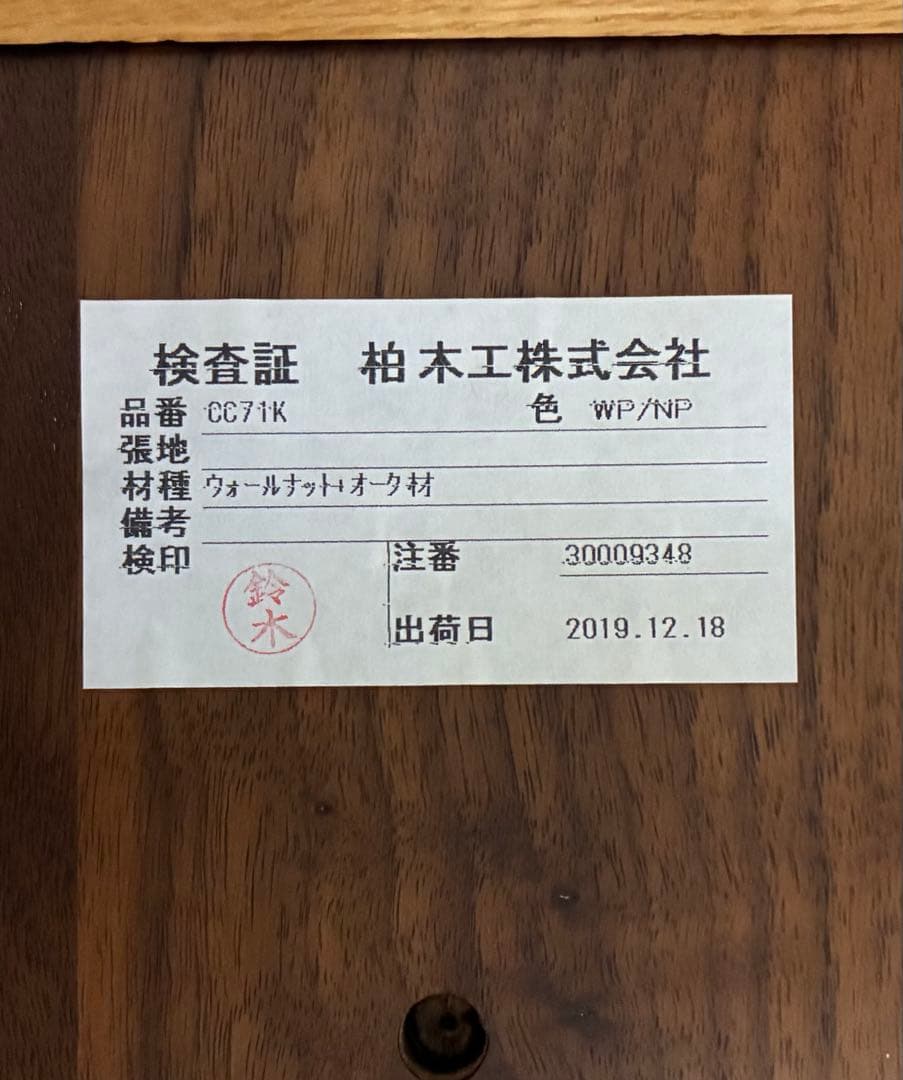 検査証 柏木工株式会社
品番 CC71K 色 WP/NP
張地
材種 ウォールナット+オーク材
備考
検印 注番 30009348
鈴木
出荷日 2019.12.18